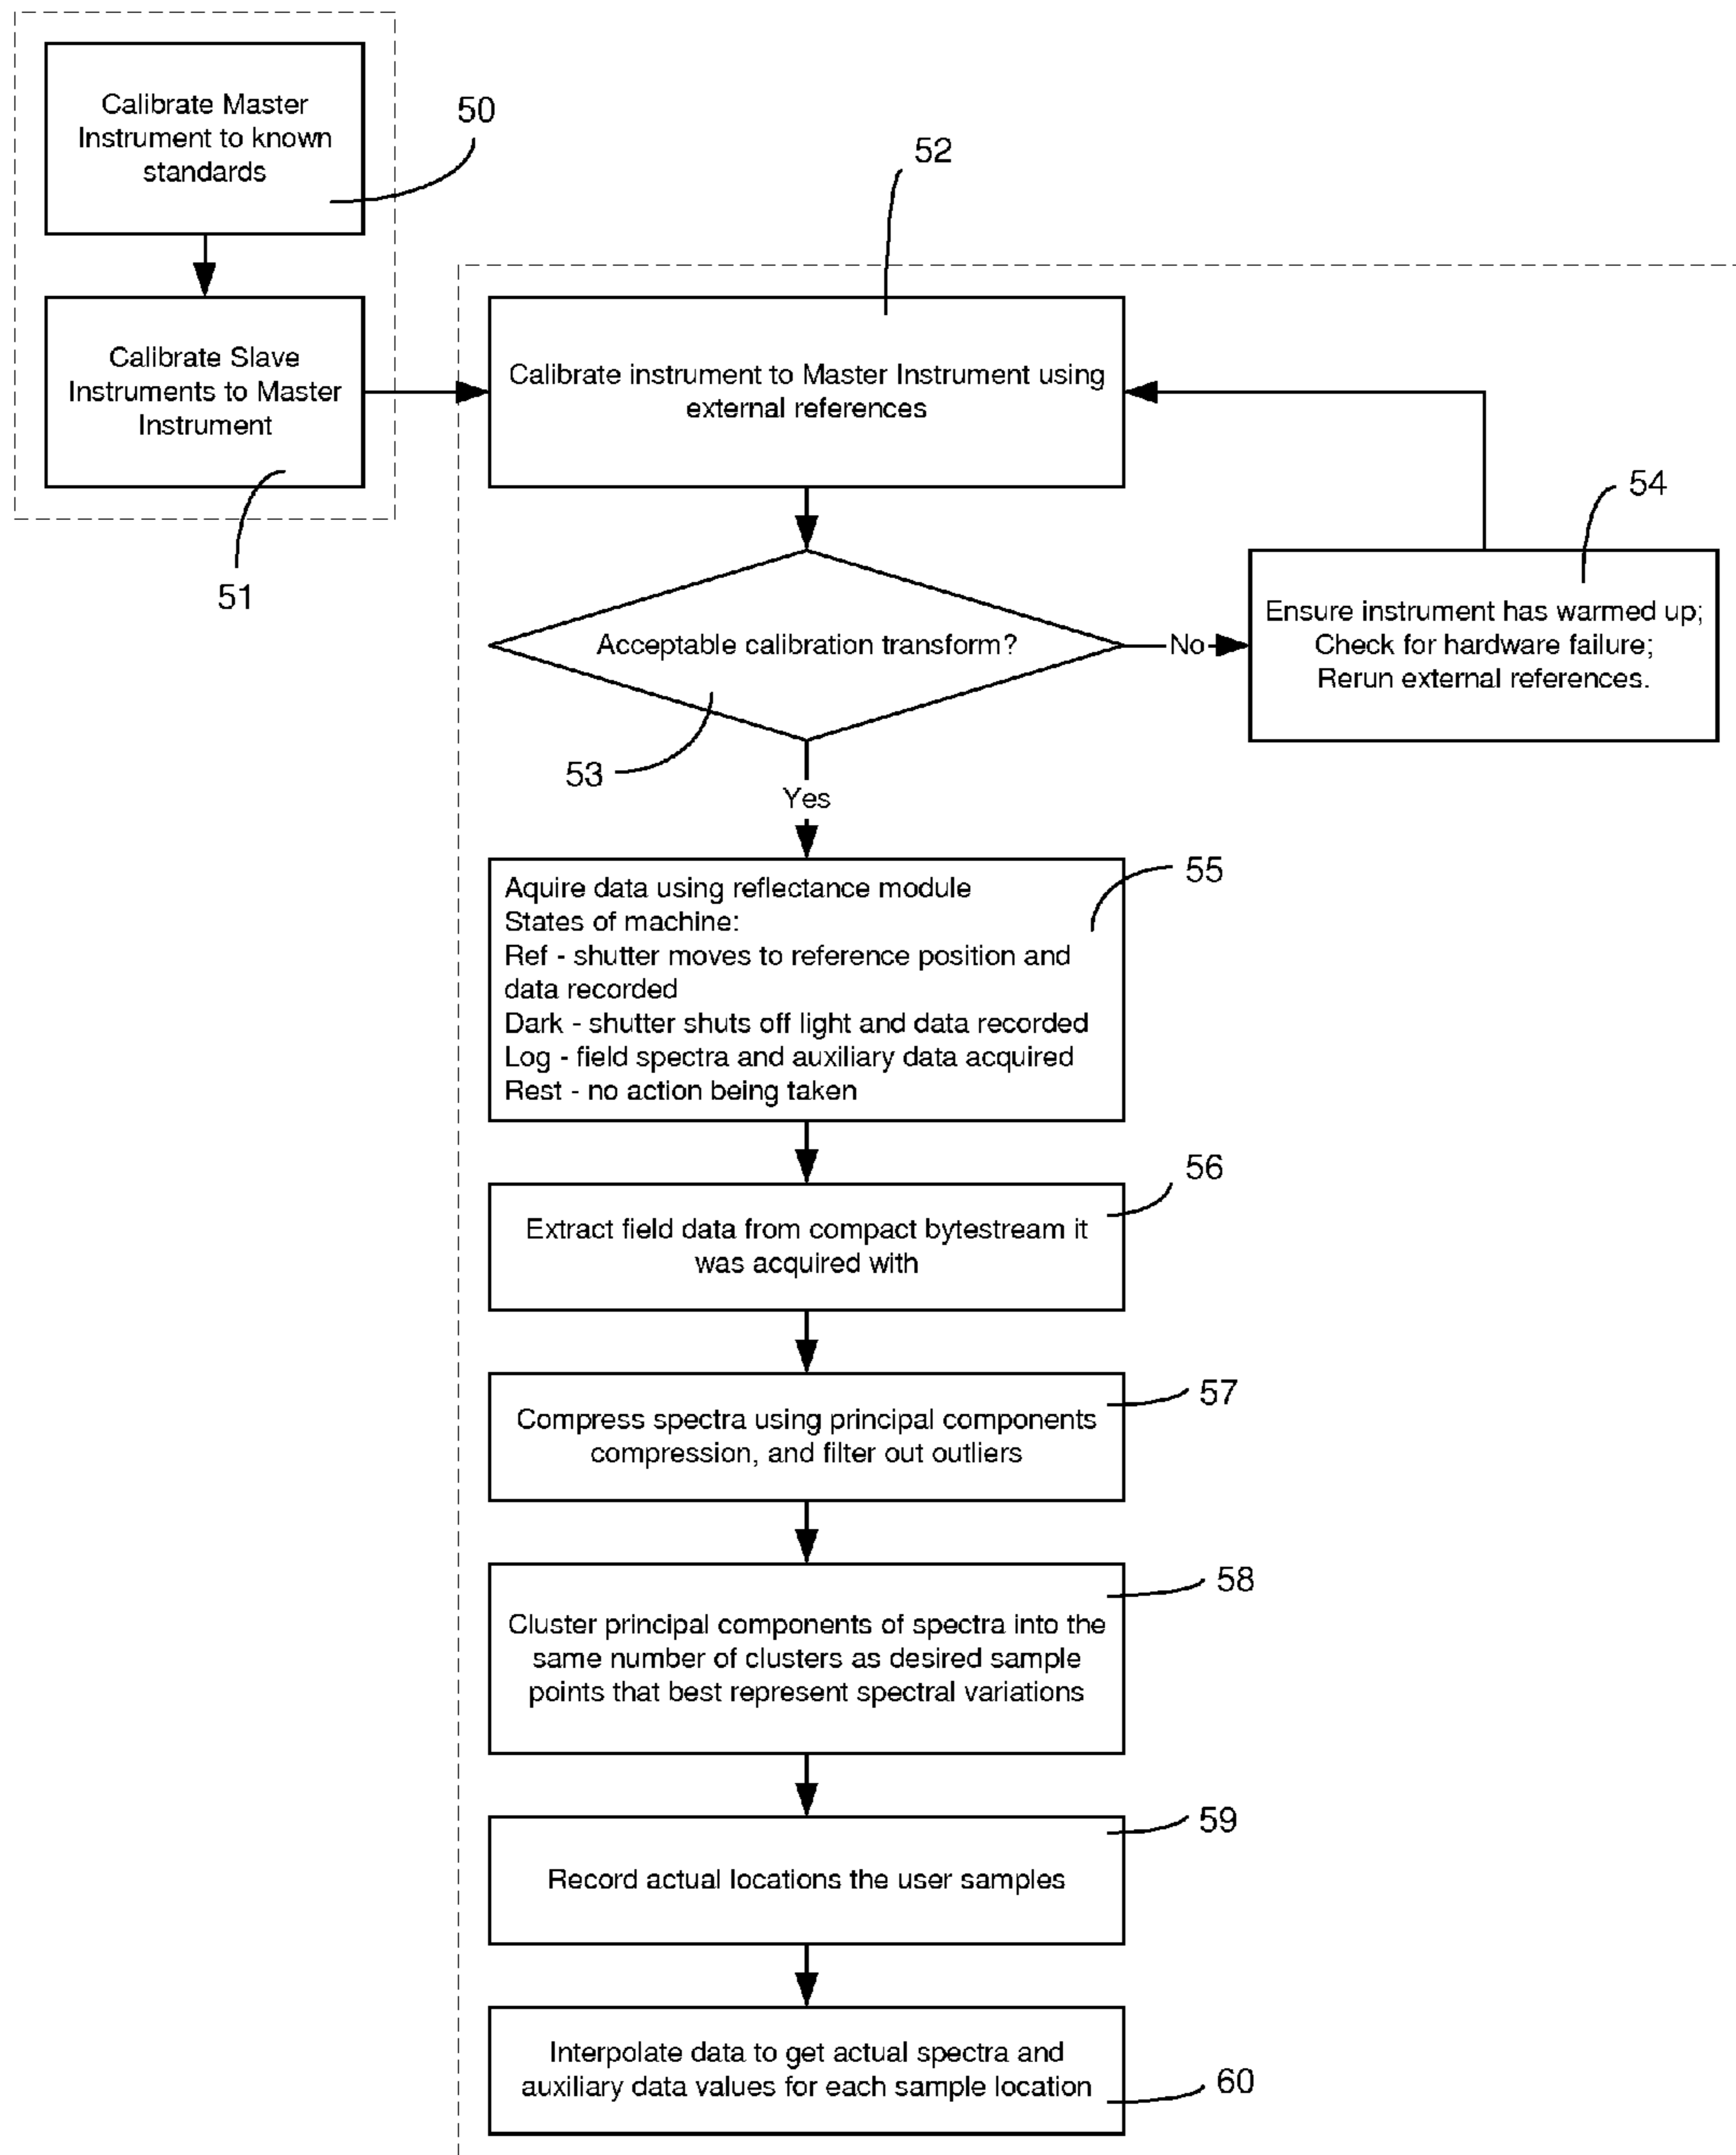 Calibrate Master
Instrument to known
standards
50
Calibrate Slave
Instruments to Master
Instrument
51
52
Calibrate instrument to Master Instrument using
external references
Acceptable calibration transform?
53
No
54
Ensure instrument has warmed up;
Check for hardware failure;
Rerun external references.
Yes
55
Aquire data using reflectance module
States of machine:
Ref - shutter moves to reference position and
data recorded
Dark - shutter shuts off light and data recorded
Log - field spectra and auxiliary data acquired
Rest - no action being taken
56
Extract field data from compact bytestream it
was acquired with
57
Compress spectra using principal components
compression, and filter out outliers
58
Cluster principal components of spectra into the
same number of clusters as desired sample
points that best represent spectral variations
59
Record actual locations the user samples
Interpolate data to get actual spectra and
auxiliary data values for each sample location
60